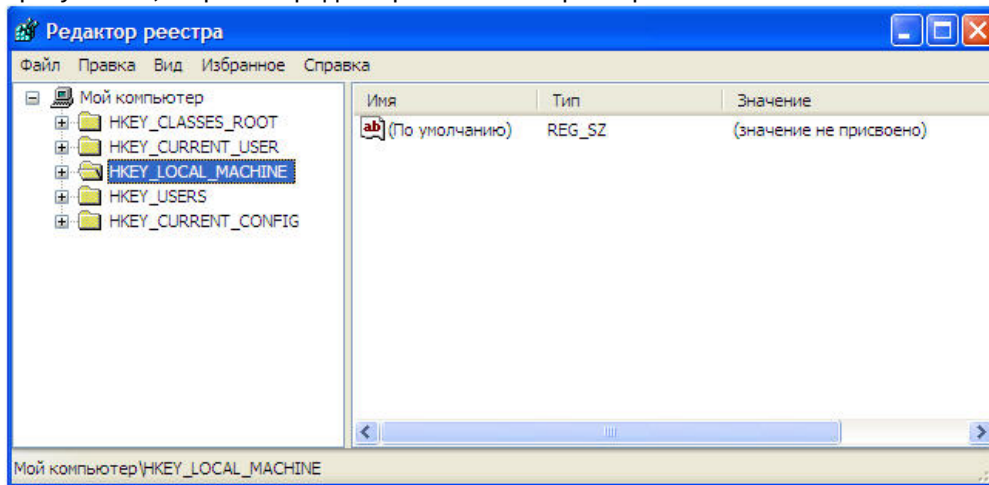 Редактор реестра
Файл Правка Вид Избранное Справка
Мой компьютер
HKEY_CLASSES_ROOT
HKEY_CURRENT_USER
HKEY_LOCAL_MACHINE
HKEY_USERS
HKEY_CURRENT_CONFIG
Имя Тип Значение
ab (По умолчанию) REG_SZ (значение не присвоено)
Мой компьютер\HKEY_LOCAL_MACHINE